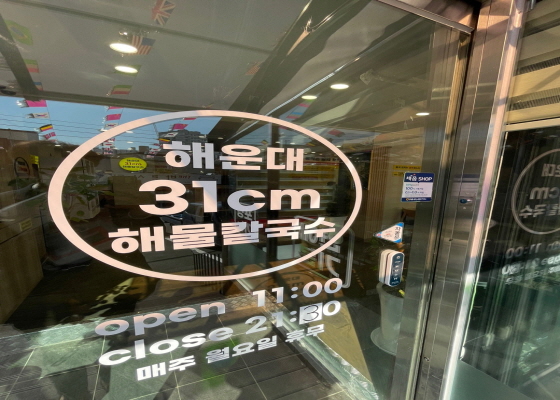 해운대
31cm
해물칼국수
open 11:00
close 21:30
매주 월요일 휴무
SHOP